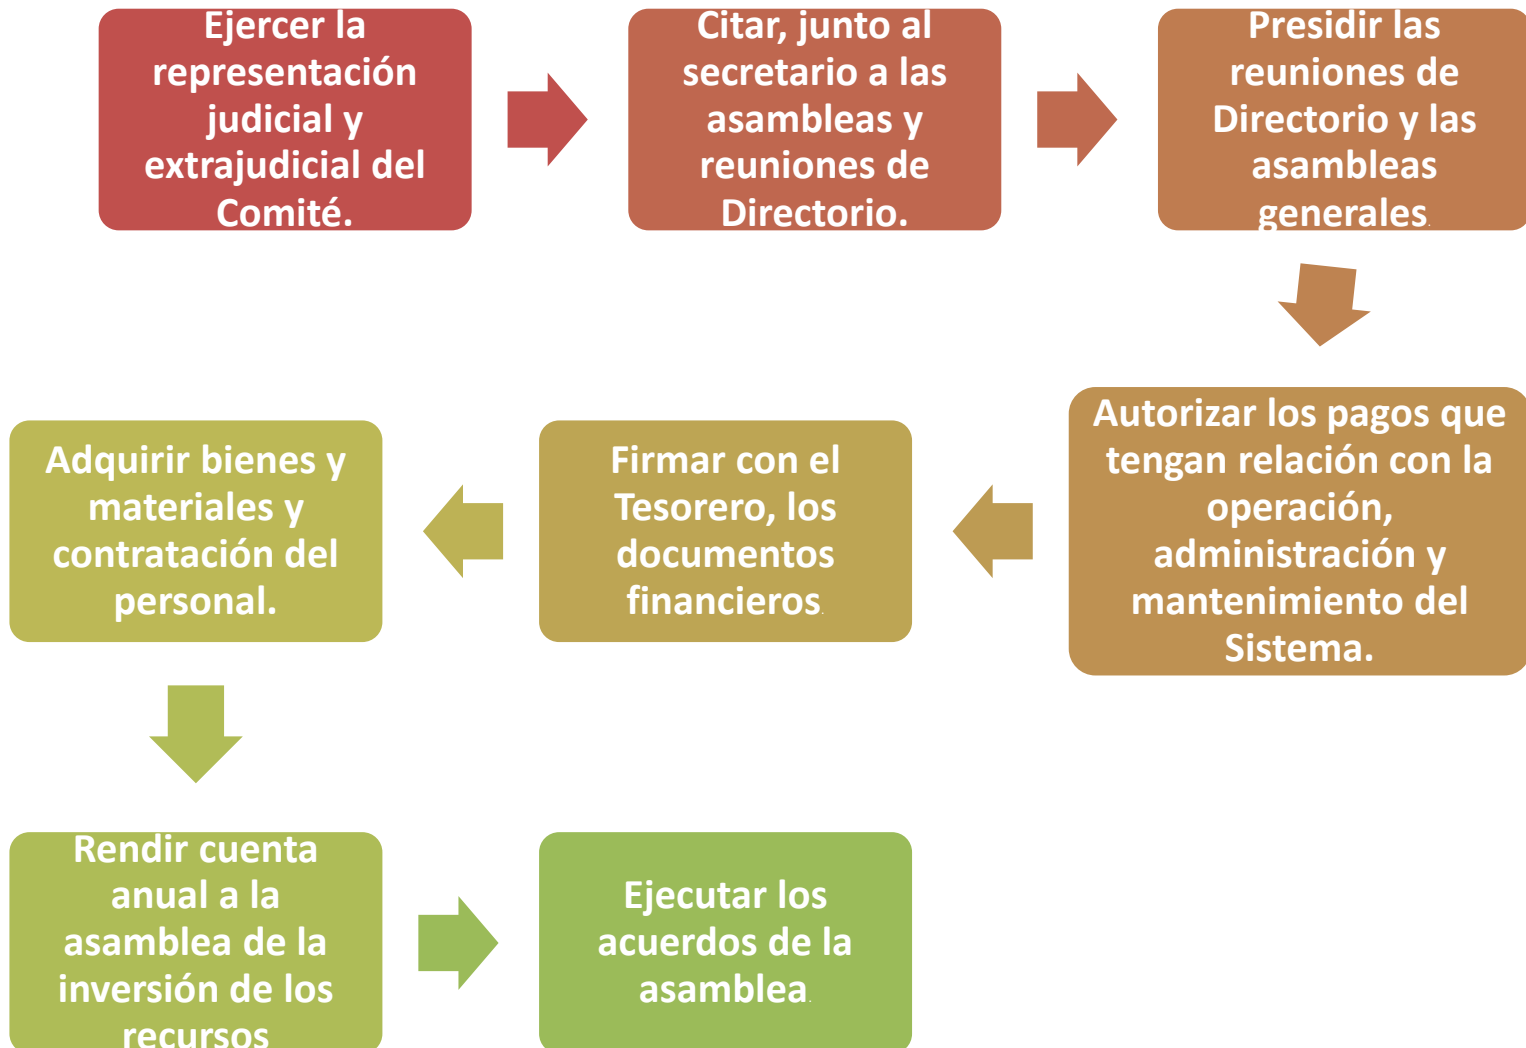 Ejercer la
representación
judicial y
extrajudicial del
Comité.
Citar, junto al
secretario a las
asambleas y
reuniones de
Directorio.
Presidir las
reuniones de
Directorio y las
asambleas
generales.
Autorizar los pagos que
tengan relación con la
operación,
administración y
mantenimiento del
Sistema.
Firmar con el
Tesorero, los
documentos
financieros.
Adquirir bienes y
materiales y
contratación del
personal.
Rendir cuenta
anual a la
asamblea de la
inversión de los
recursos
Ejecutar los
acuerdos de la
asamblea.